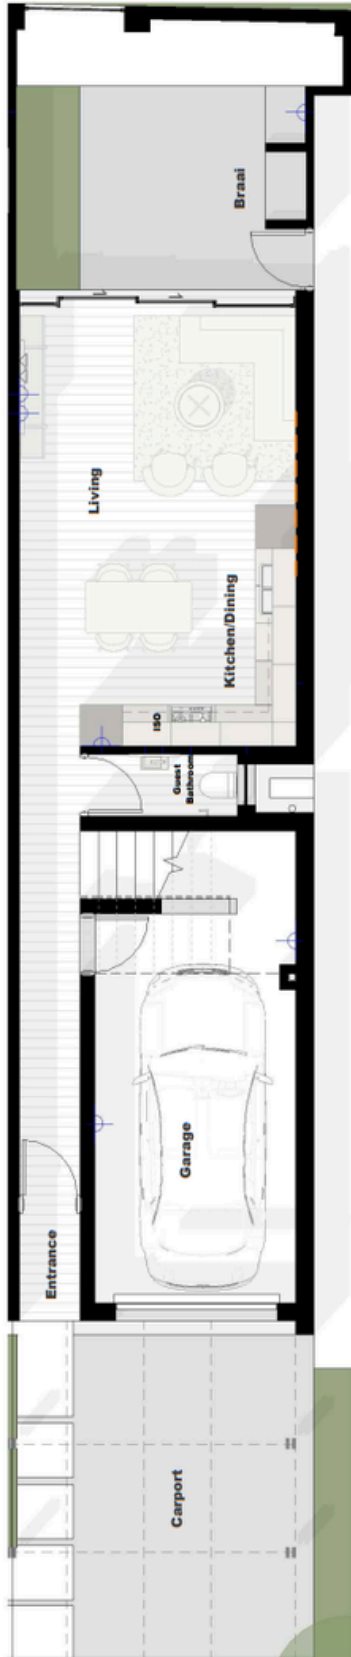 Braai
Living
Kitchen/Dining
ISO
Guest
Bathroom
Garage
Entrance
Carport